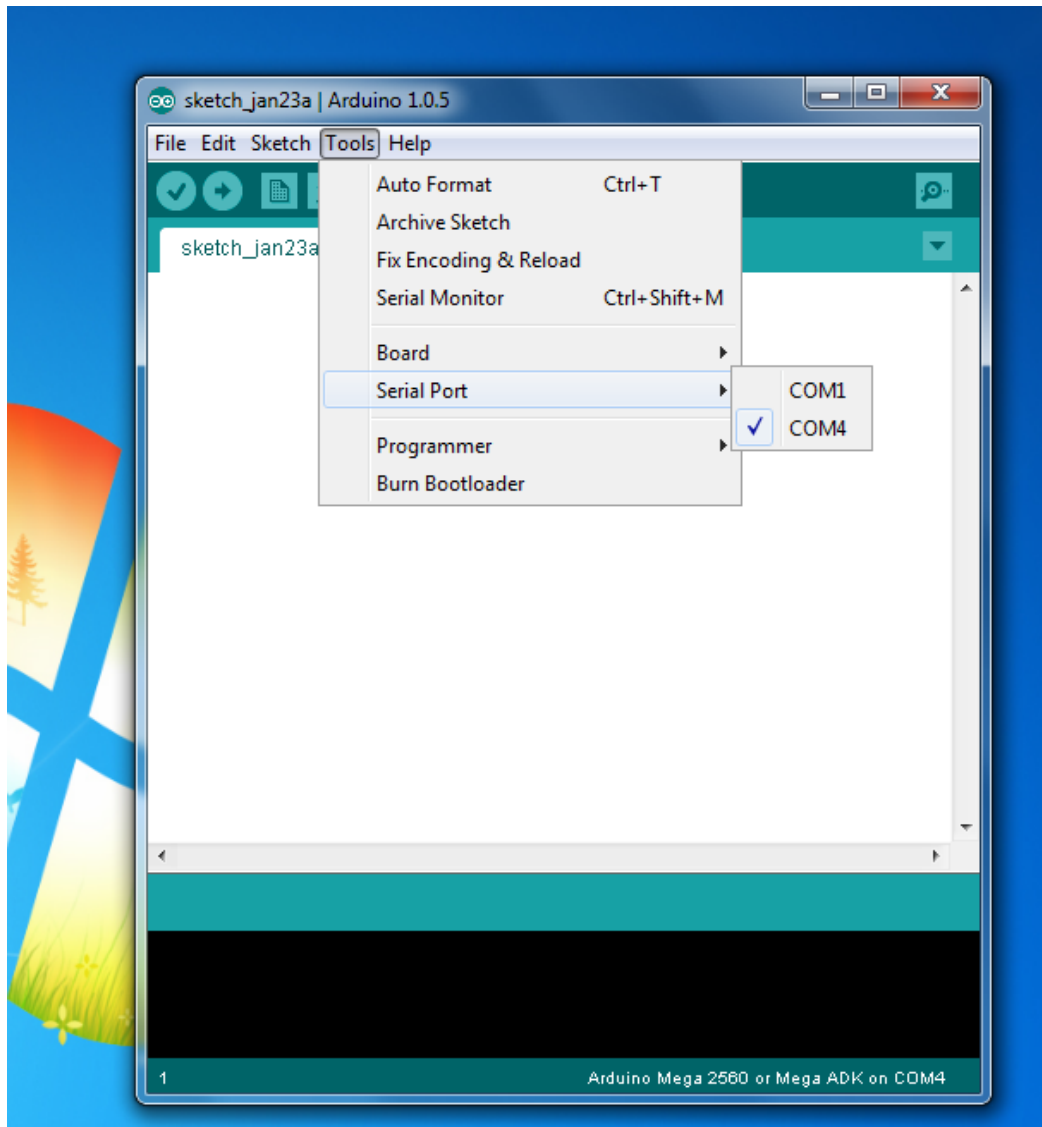 sketch_jan23a | Arduino 1.0.5
File Edit Sketch Tools Help
sketch_jan23a
Auto Format Ctrl+T
Archive Sketch
Fix Encoding & Reload
Serial Monitor Ctrl+Shift+M
Board
Serial Port
COM1
COM4
Programmer
Burn Bootloader
1 Arduino Mega 2560 or Mega ADK on COM4